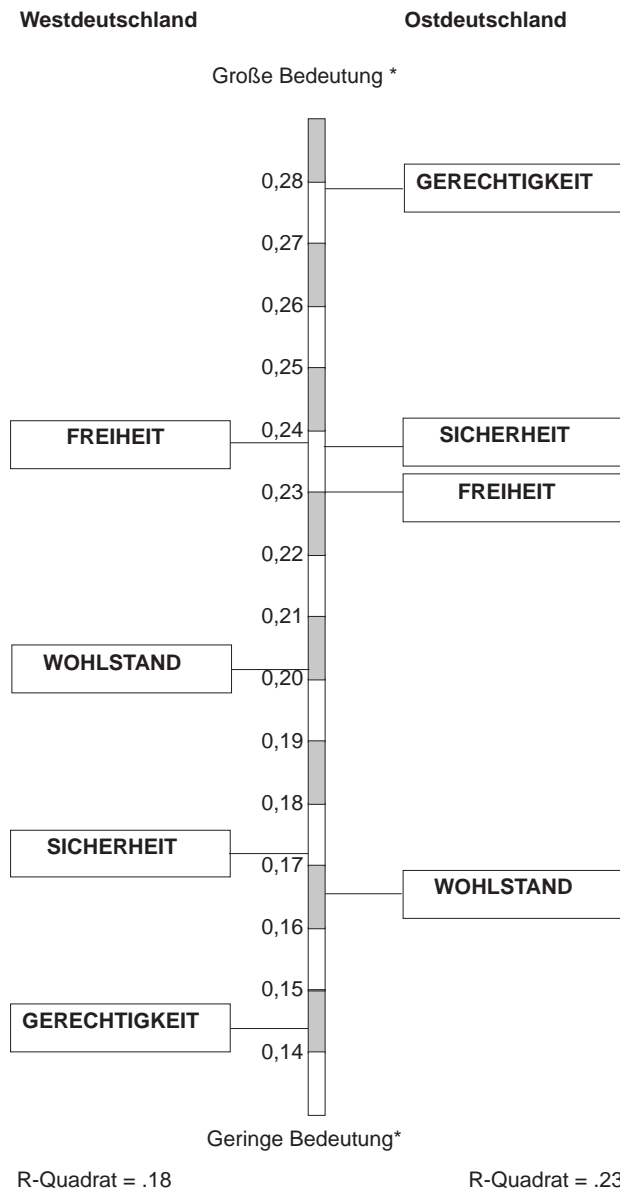 Westdeutschland Ostdeutschland
Große Bedeutung *
0,28 GERECHTIGKEIT
0,27
0,26
0,25
FREIHEIT 0,24 SICHERHEIT
0,23 FREIHEIT
0,22
0,21
WOHLSTAND 0,20
0,19
0,18
SICHERHEIT 0,17
WOHLSTAND
0,16
0,15
GERECHTIGKEIT
0,14
Geringe Bedeutung*
R-Quadrat = .18 R-Quadrat = .23